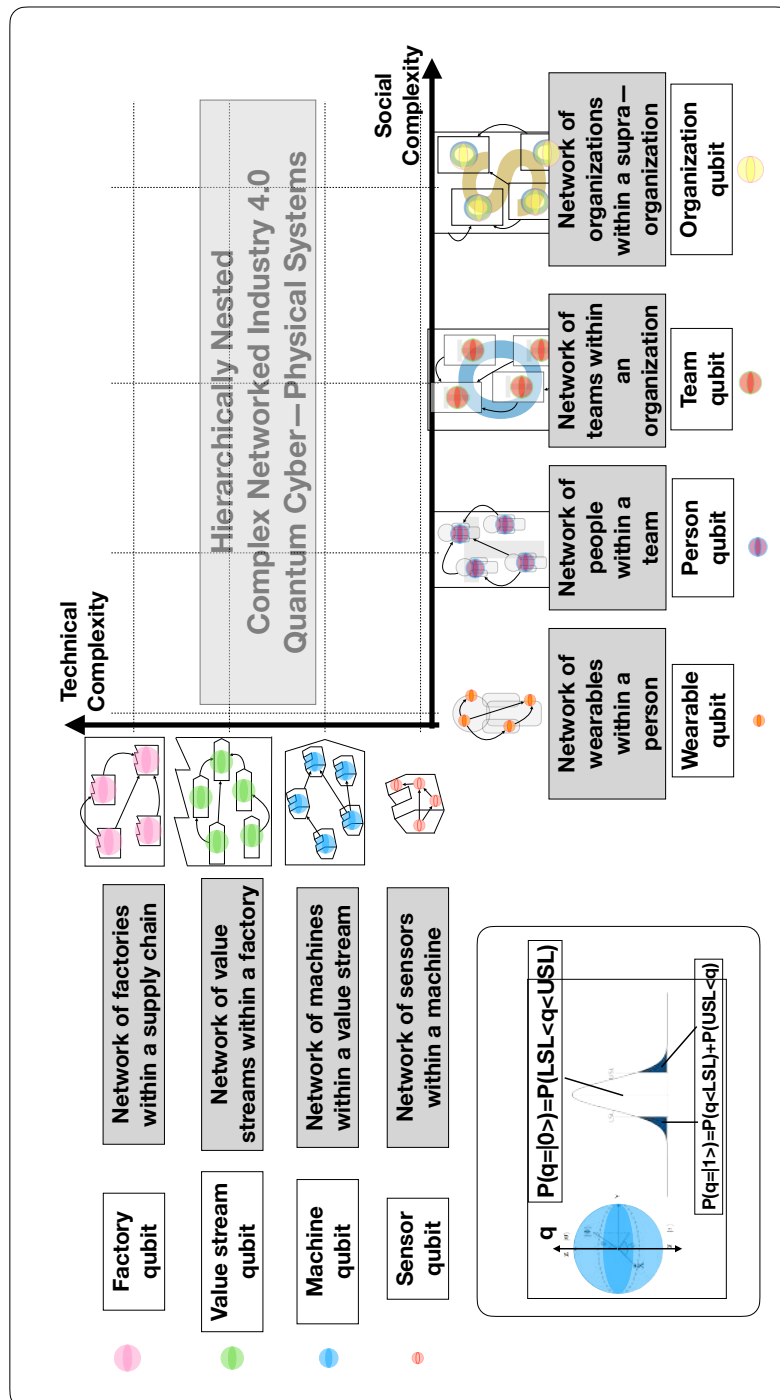 Technical
Complexity
Hierarchically Nested
Complex Networked Industry 4.0
Quantum Cyber—Physical Systems
Social
Complexity
Factory
qubit
Network of factories
within a supply chain
Value stream
qubit
Network of value
streams within a factory
Machine
qubit
Network of machines
within a value stream
Sensor
qubit
Network of sensors
within a machine
Network of
wearables
within a
person
Wearable
qubit
Network of
people
within a
team
Person
qubit
Network of
teams within
an
organization
Team
qubit
S
Network of
organizations
within a supra—
organization
Organization
qubit
q
P(q=|0>)=P(LSL<q<USL)
P(q=|1>)=P(q<LSL)+P(USL<q)